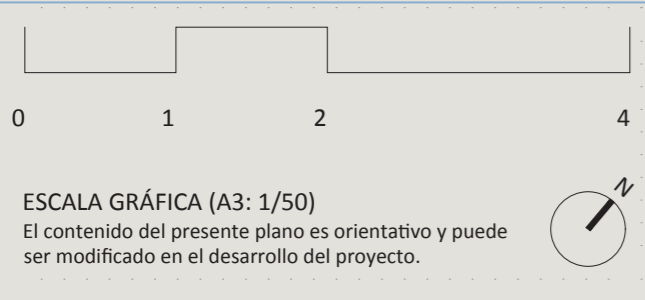 0 1 2 4
N
ESCALA GRÁFICA (A3: 1/50)
El contenido del presente plano es orientativo y puede
ser modificado en el desarrollo del proyecto.